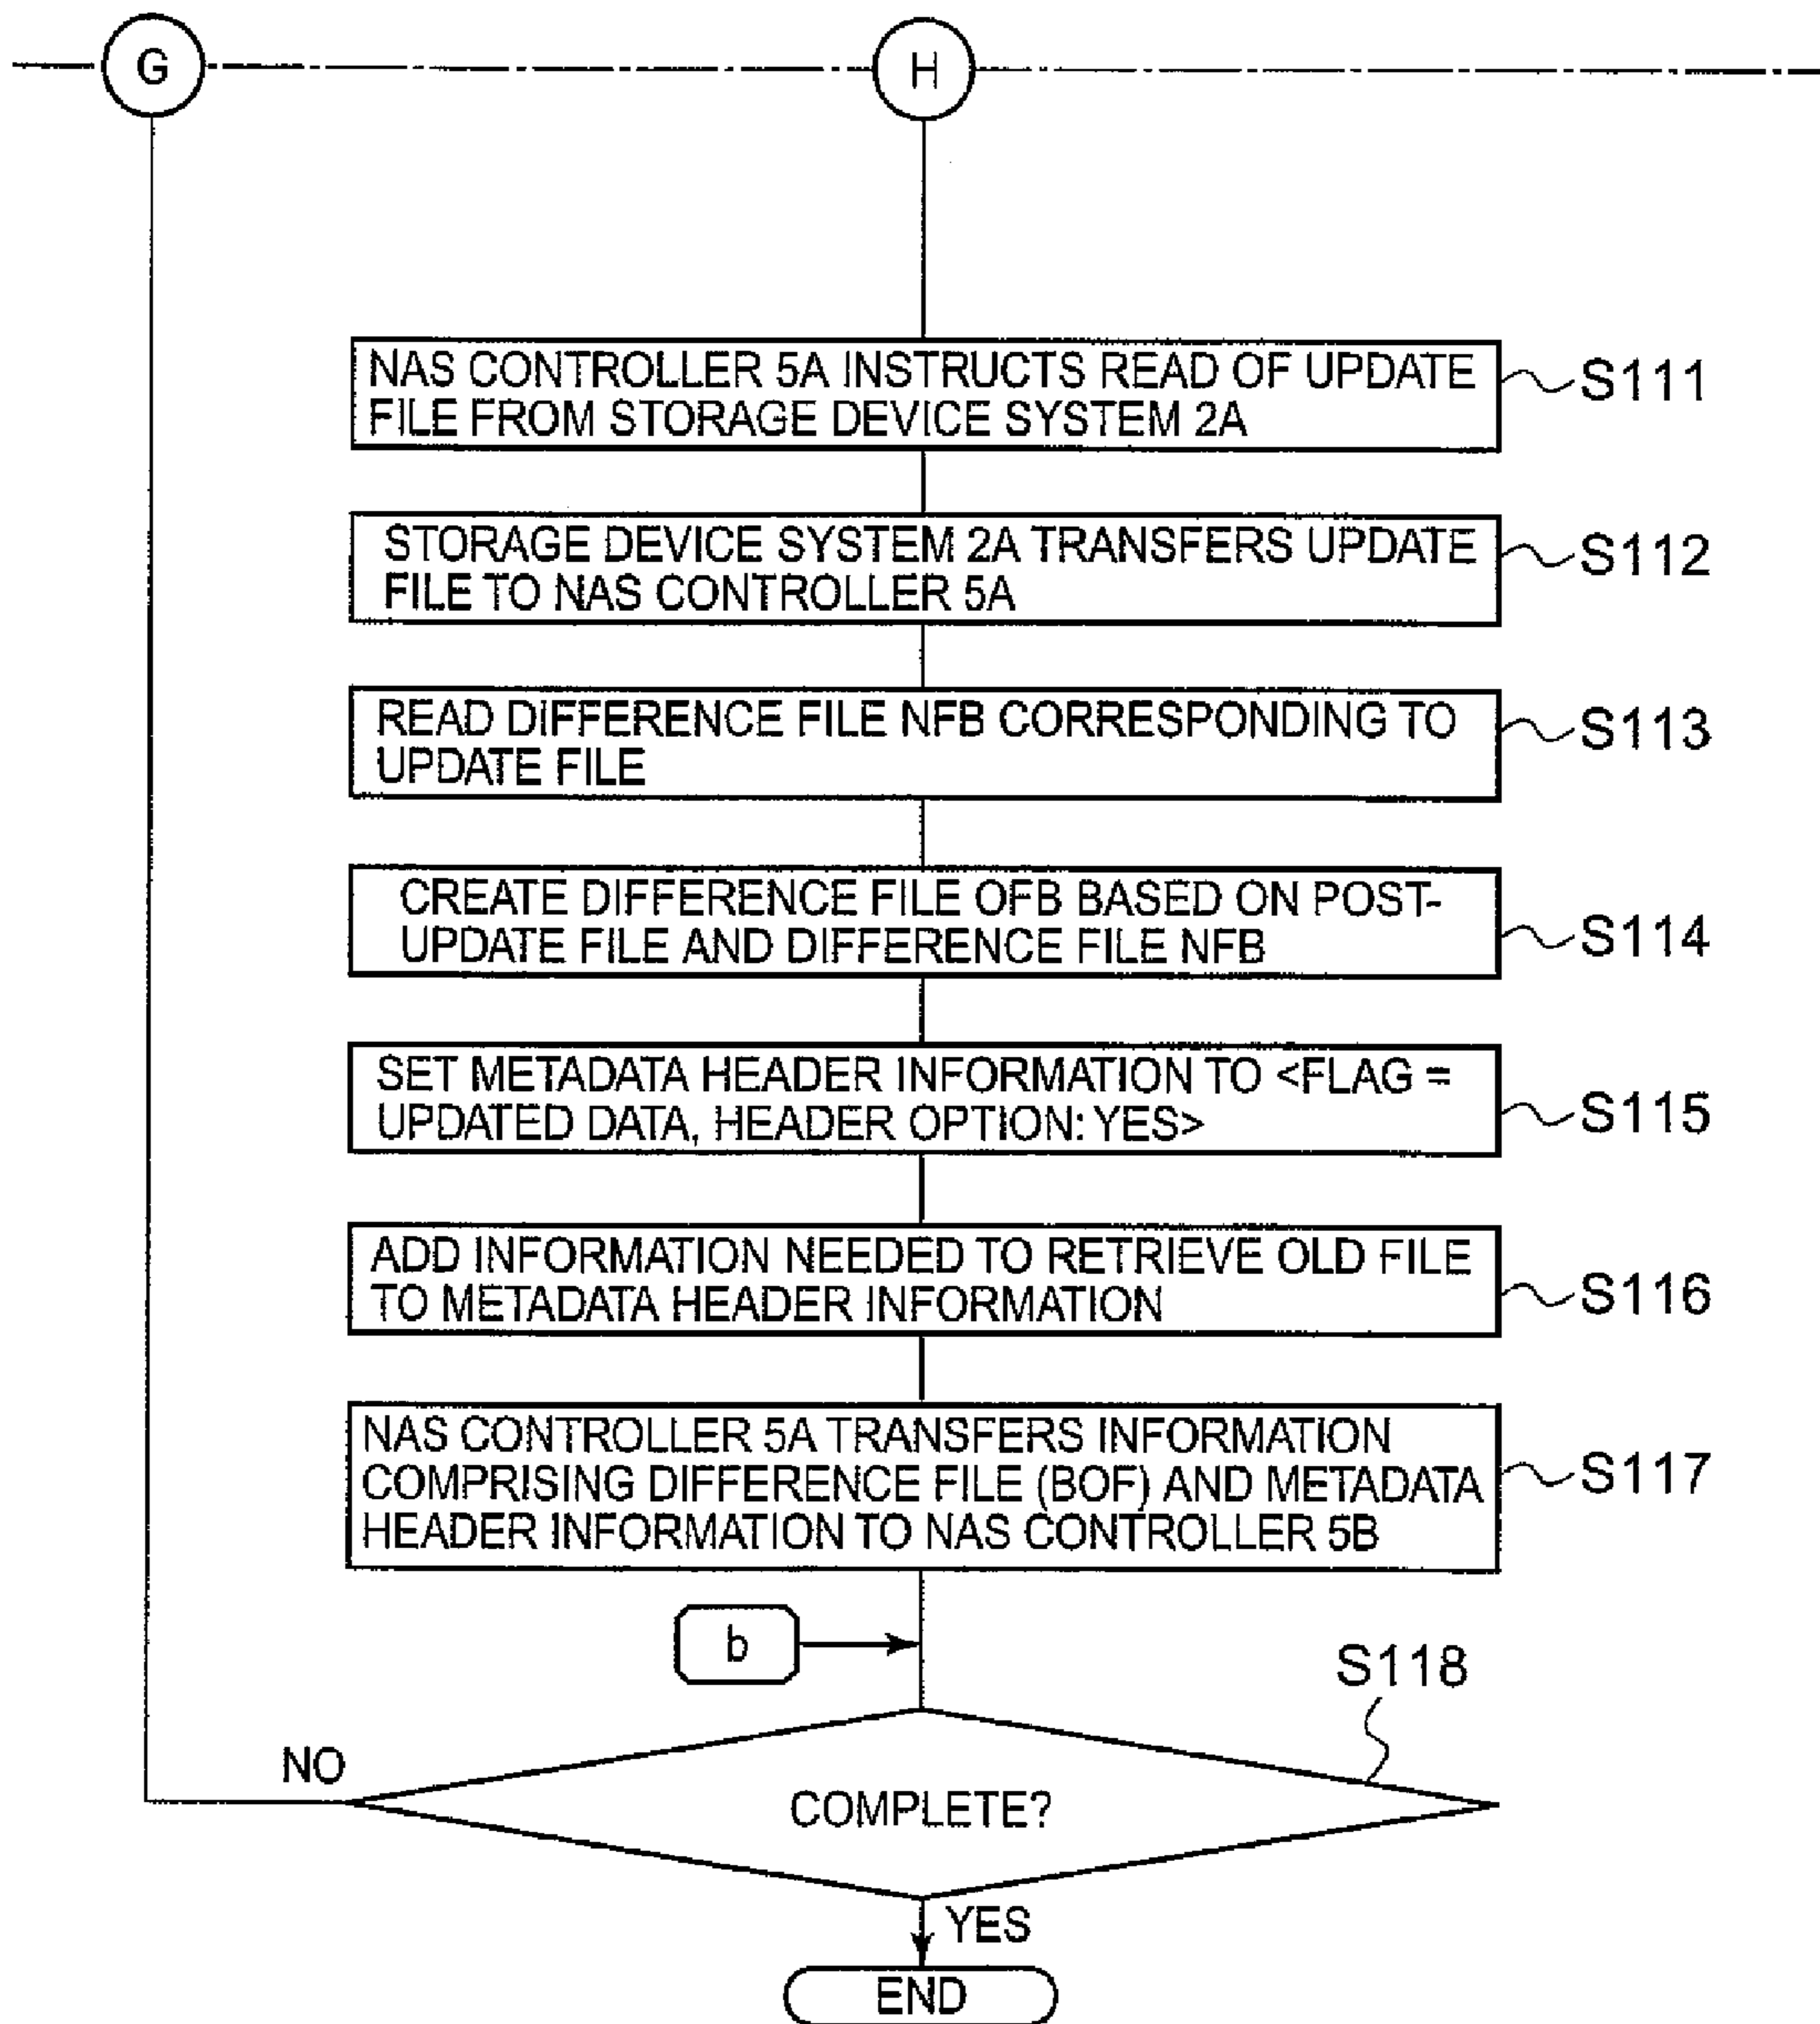 G
H
NAS CONTROLLER 5A INSTRUCTS READ OF UPDATE
FILE FROM STORAGE DEVICE SYSTEM 2A
S111
STORAGE DEVICE SYSTEM 2A TRANSFERS UPDATE
FILE TO NAS CONTROLLER 5A
S112
READ DIFFERENCE FILE NFB CORRESPONDING TO
UPDATE FILE
S113
CREATE DIFFERENCE FILE OFB BASED ON POST-
UPDATE FILE AND DIFFERENCE FILE NFB
S114
SET METADATA HEADER INFORMATION TO <FLAG =
UPDATED DATA, HEADER OPTION: YES>
S115
ADD INFORMATION NEEDED TO RETRIEVE OLD FILE
TO METADATA HEADER INFORMATION
S116
NAS CONTROLLER 5A TRANSFERS INFORMATION
COMPRISING DIFFERENCE FILE (BOF) AND METADATA
HEADER INFORMATION TO NAS CONTROLLER 5B
S117
b
S118
NO
COMPLETE?
YES
END